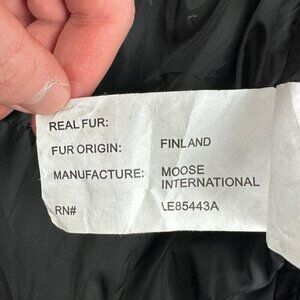 REAL FUR:
FUR ORIGIN: FINLAND
MANUFACTURE: MOOSE
INTERNATIONAL
RN# LE85443A